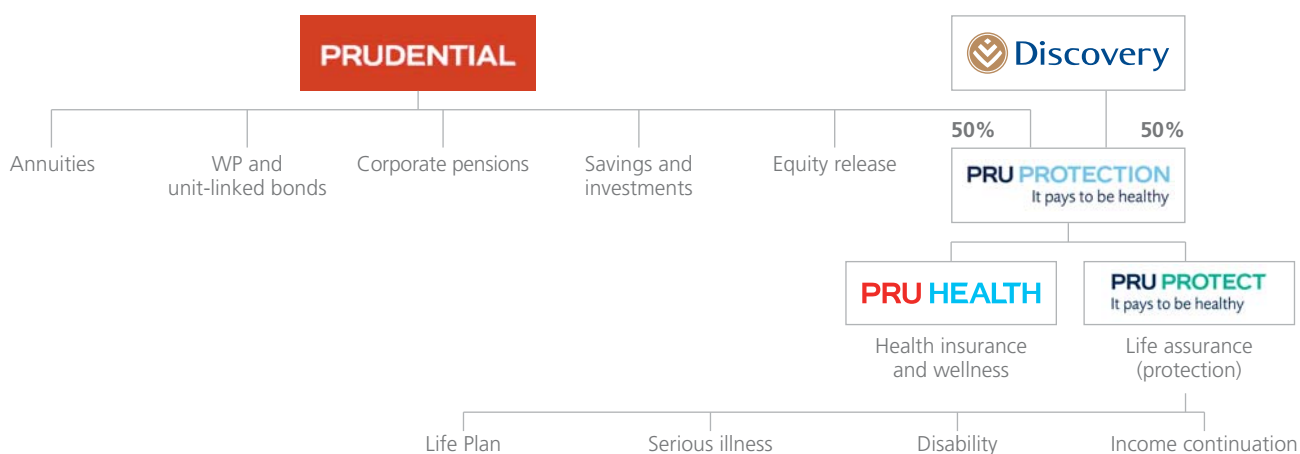 PRUDENTIAL
Discovery
50%
50%
Annuities
WP and
unit-linked bonds
Corporate pensions
Savings and
investments
Equity release
PRU PROTECTION
It pays to be healthy
PRU HEALTH
PRU PROTECT
It pays to be healthy
Health insurance
and wellness
Life assurance
(protection)
Life Plan
Serious illness
Disability
Income continuation